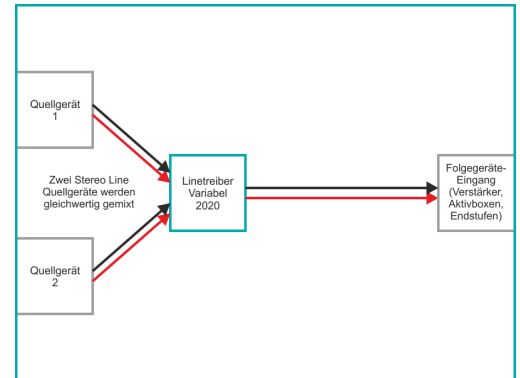 Quellgerät
1
Zwei Stereo Line
Quellgeräte werden
gleichwertig gemixt
Quellgerät
2
Linetreiber
Variabel
2020
Folgegeräte-
Eingang
(Verstärker,
Aktivboxen,
Endstufen)